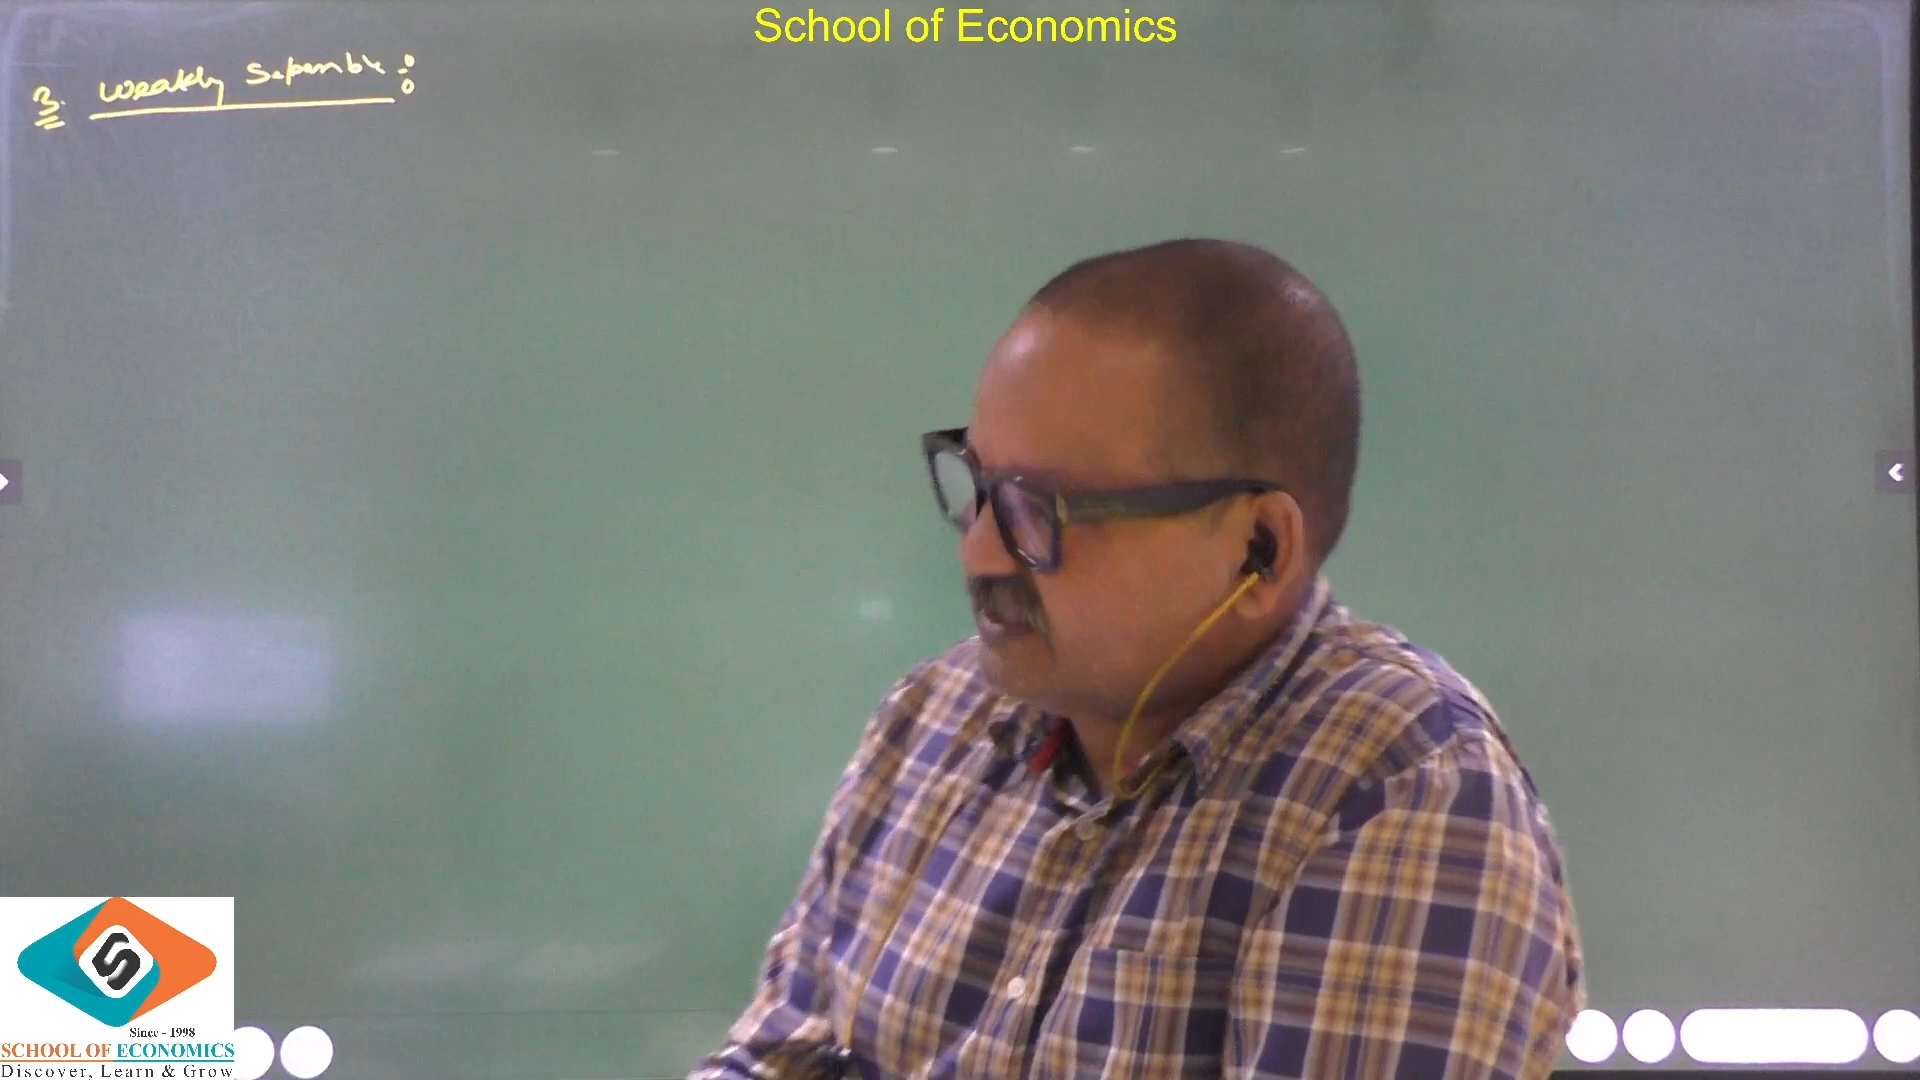 School of Economics
3. Weakly Separable :
Since - 1998
SCHOOL OF ECONOMICS
Discover, Learn & Grow